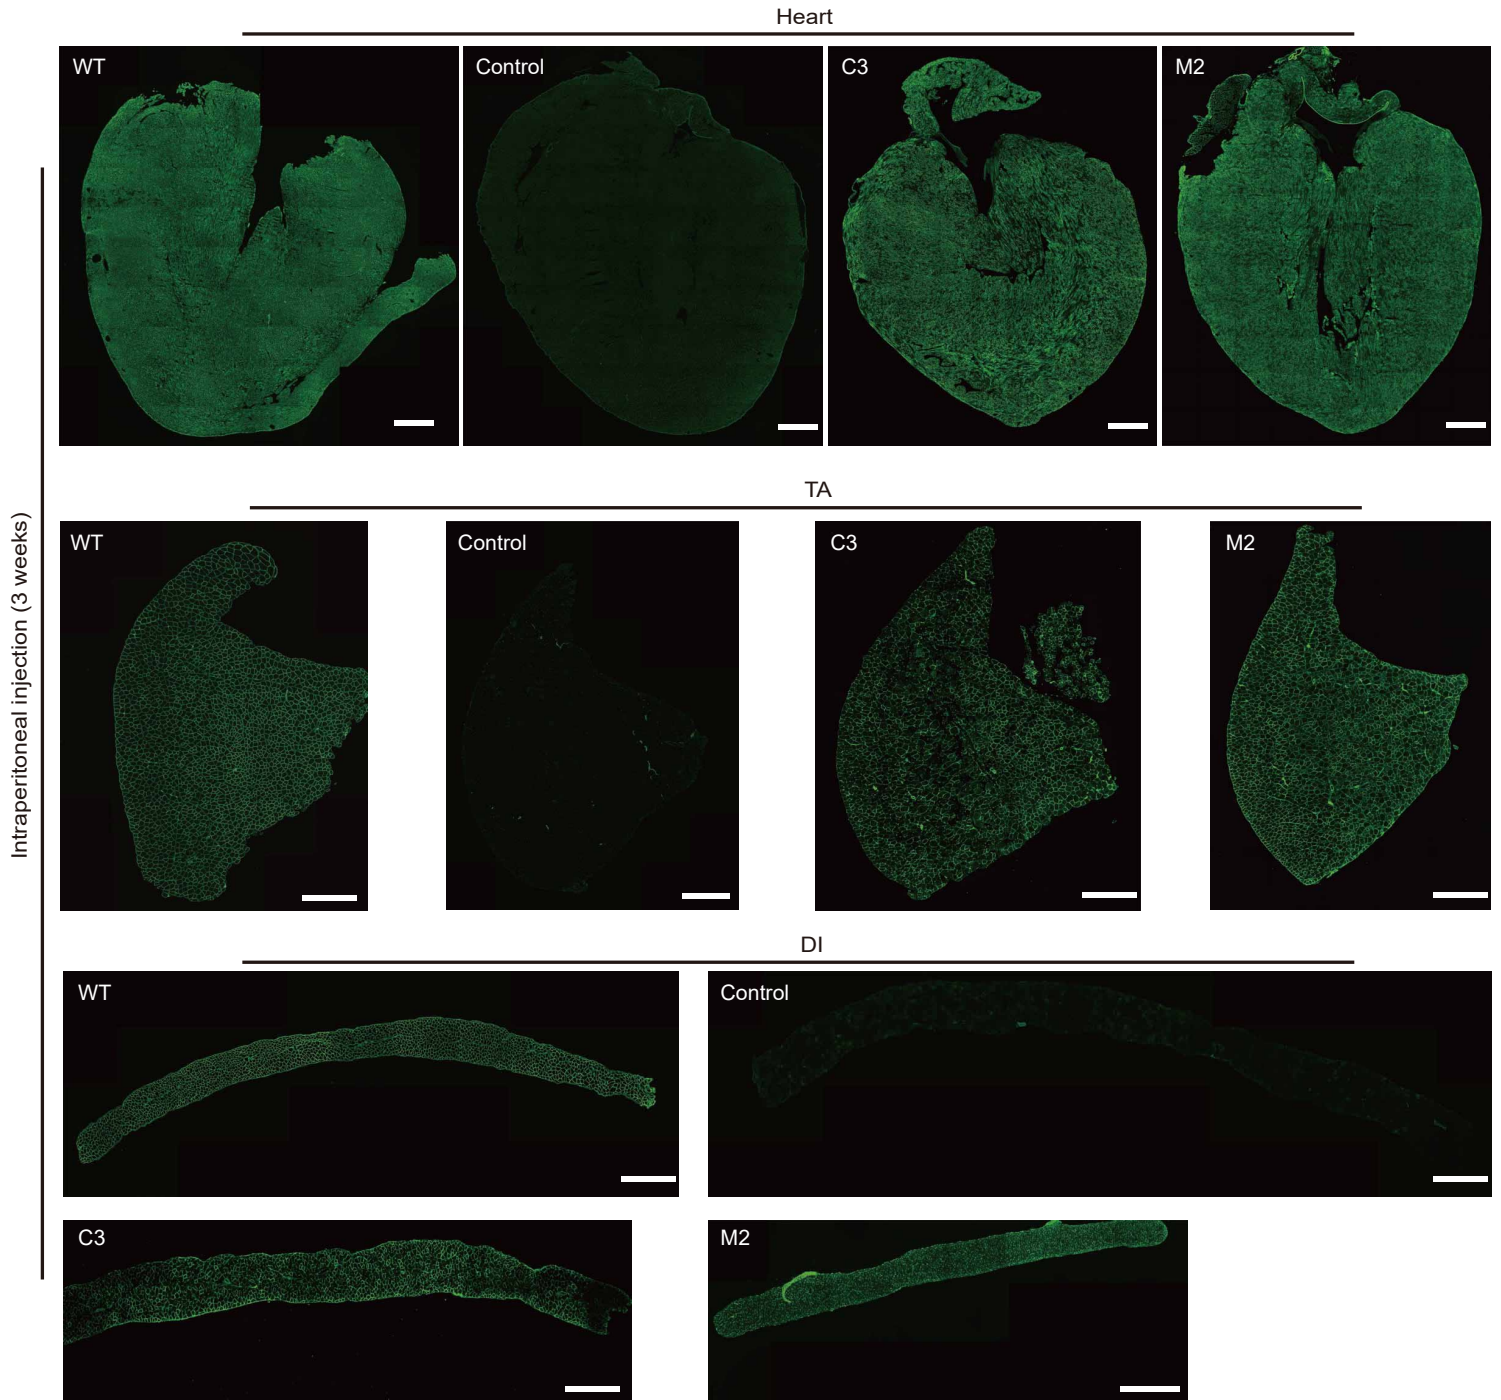 Heart
WT
Control
C3
M2
Intraperitoneal injection (3 weeks)
TA
WT
Control
C3
M2
DI
WT
Control
C3
M2